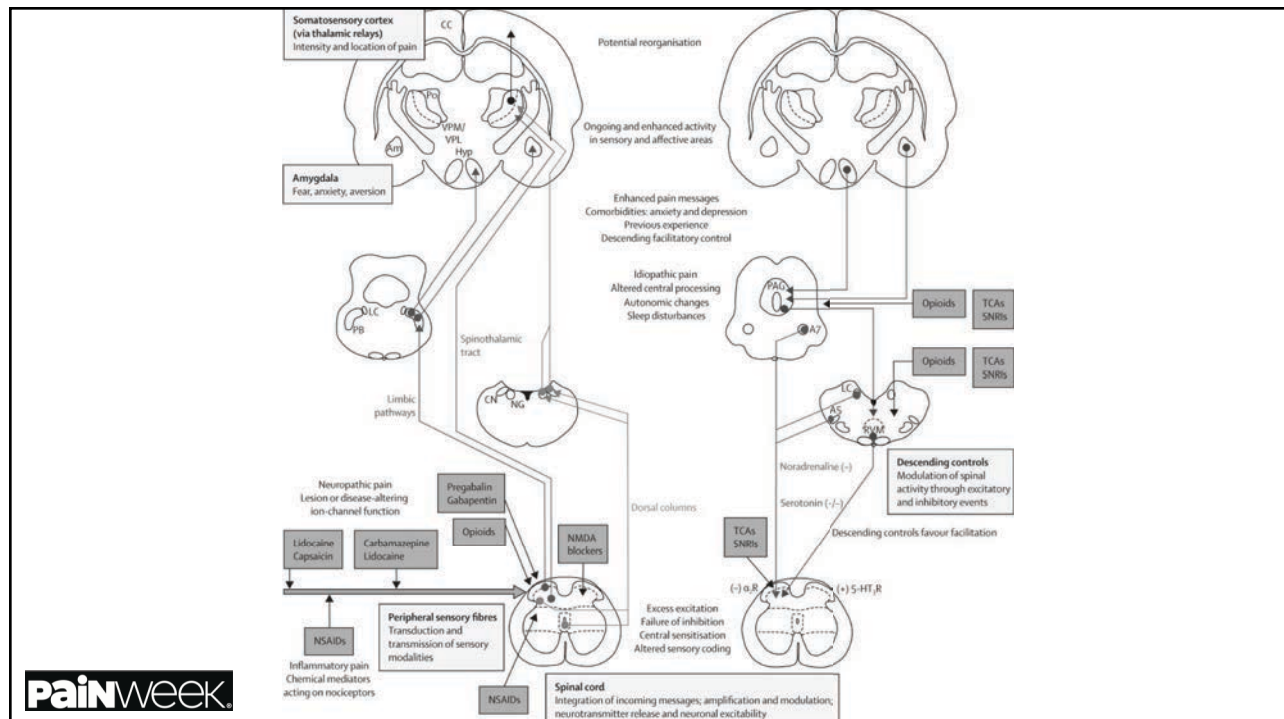 Somatosensory cortex
(via thalamic relays)
Intensity and location of pain
CC
Potential reorganisation
Po
VPM/
VPL
Hyp
Am
Ongoing and enhanced activity
in sensory and affective areas
Amygdala
Fear, anxiety, aversion
Enhanced pain messages
Comorbidities: anxiety and depression
Previous experience
Descending facilitatory control
Idiopathic pain
Altered central processing
Autonomic changes
Sleep disturbances
LC
PB
PAG
A7
Opioids
TCAs
SNRIs
Opioids
TCAs
SNRIs
Spinothalamic
tract
Limbic
pathways
CN
NG
LC
A5
RVM
Noradrenaline (–)
Descending controls
Modulation of spinal
activity through excitatory
and inhibitory events
Serotonin (-/-)
Descending controls favour facilitation
Neuropathic pain
Lesion or disease-altering
ion-channel function
Pregabalin
Gabapentin
Opioids
Dorsal columns
NMDA
blockers
TCAs
SNRIs
Lidocaine
Capsaicin
Carbamazepine
Lidocaine
(–) α₂R
(+) 5-HT₃R
NSAIDs
Inflammatory pain
Chemical mediators
acting on nociceptors
Peripheral sensory fibres
Transduction and
transmission of sensory
modalities
NSAIDs
Excess excitation
Failure of inhibition
Central sensitisation
Altered sensory coding
Spinal cord
Integration of incoming messages; amplification and modulation;
neurotransmitter release and neuronal excitability
PaiNWeek.